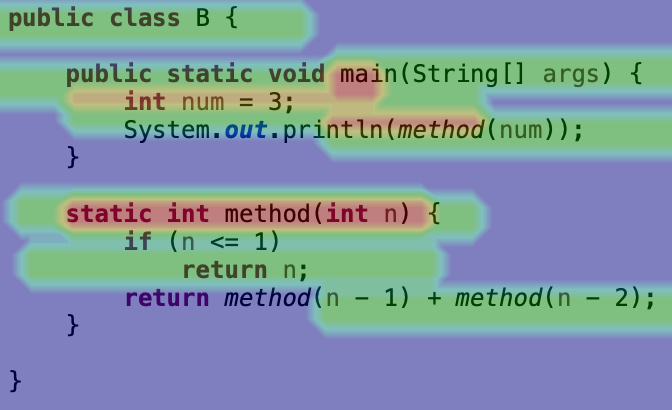 public class B {
    public static void main(String[] args) {
        int num = 3;
        System.out.println(method(num));
    }
    static int method(int n) {
        if (n <= 1)
            return n;
        return method(n - 1) + method(n - 2);
    }
}